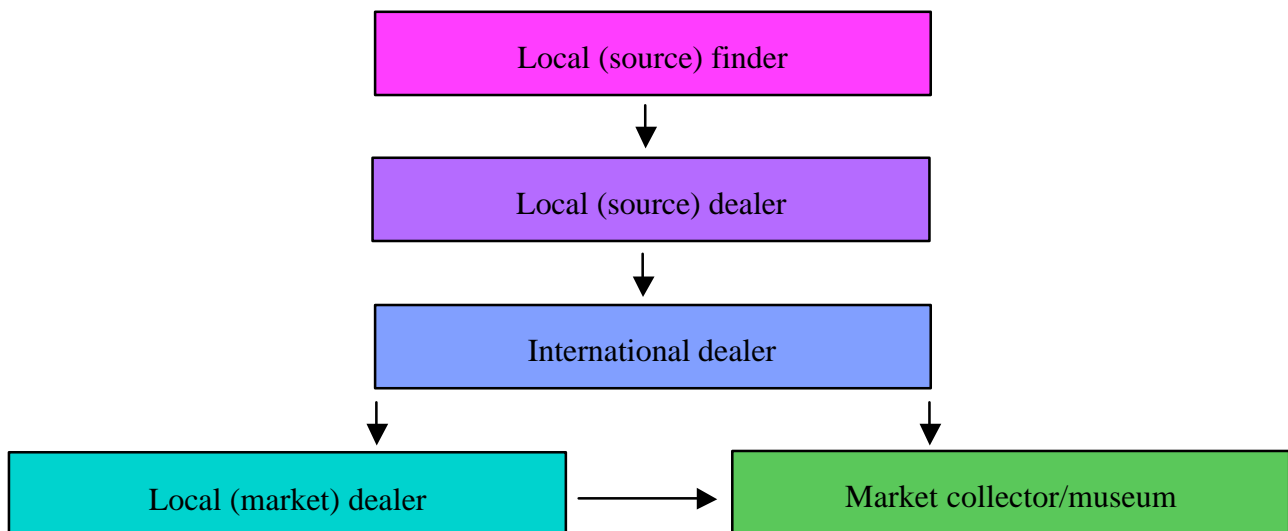 Local (source) finder
Local (source) dealer
International dealer
Local (market) dealer
Market collector/museum